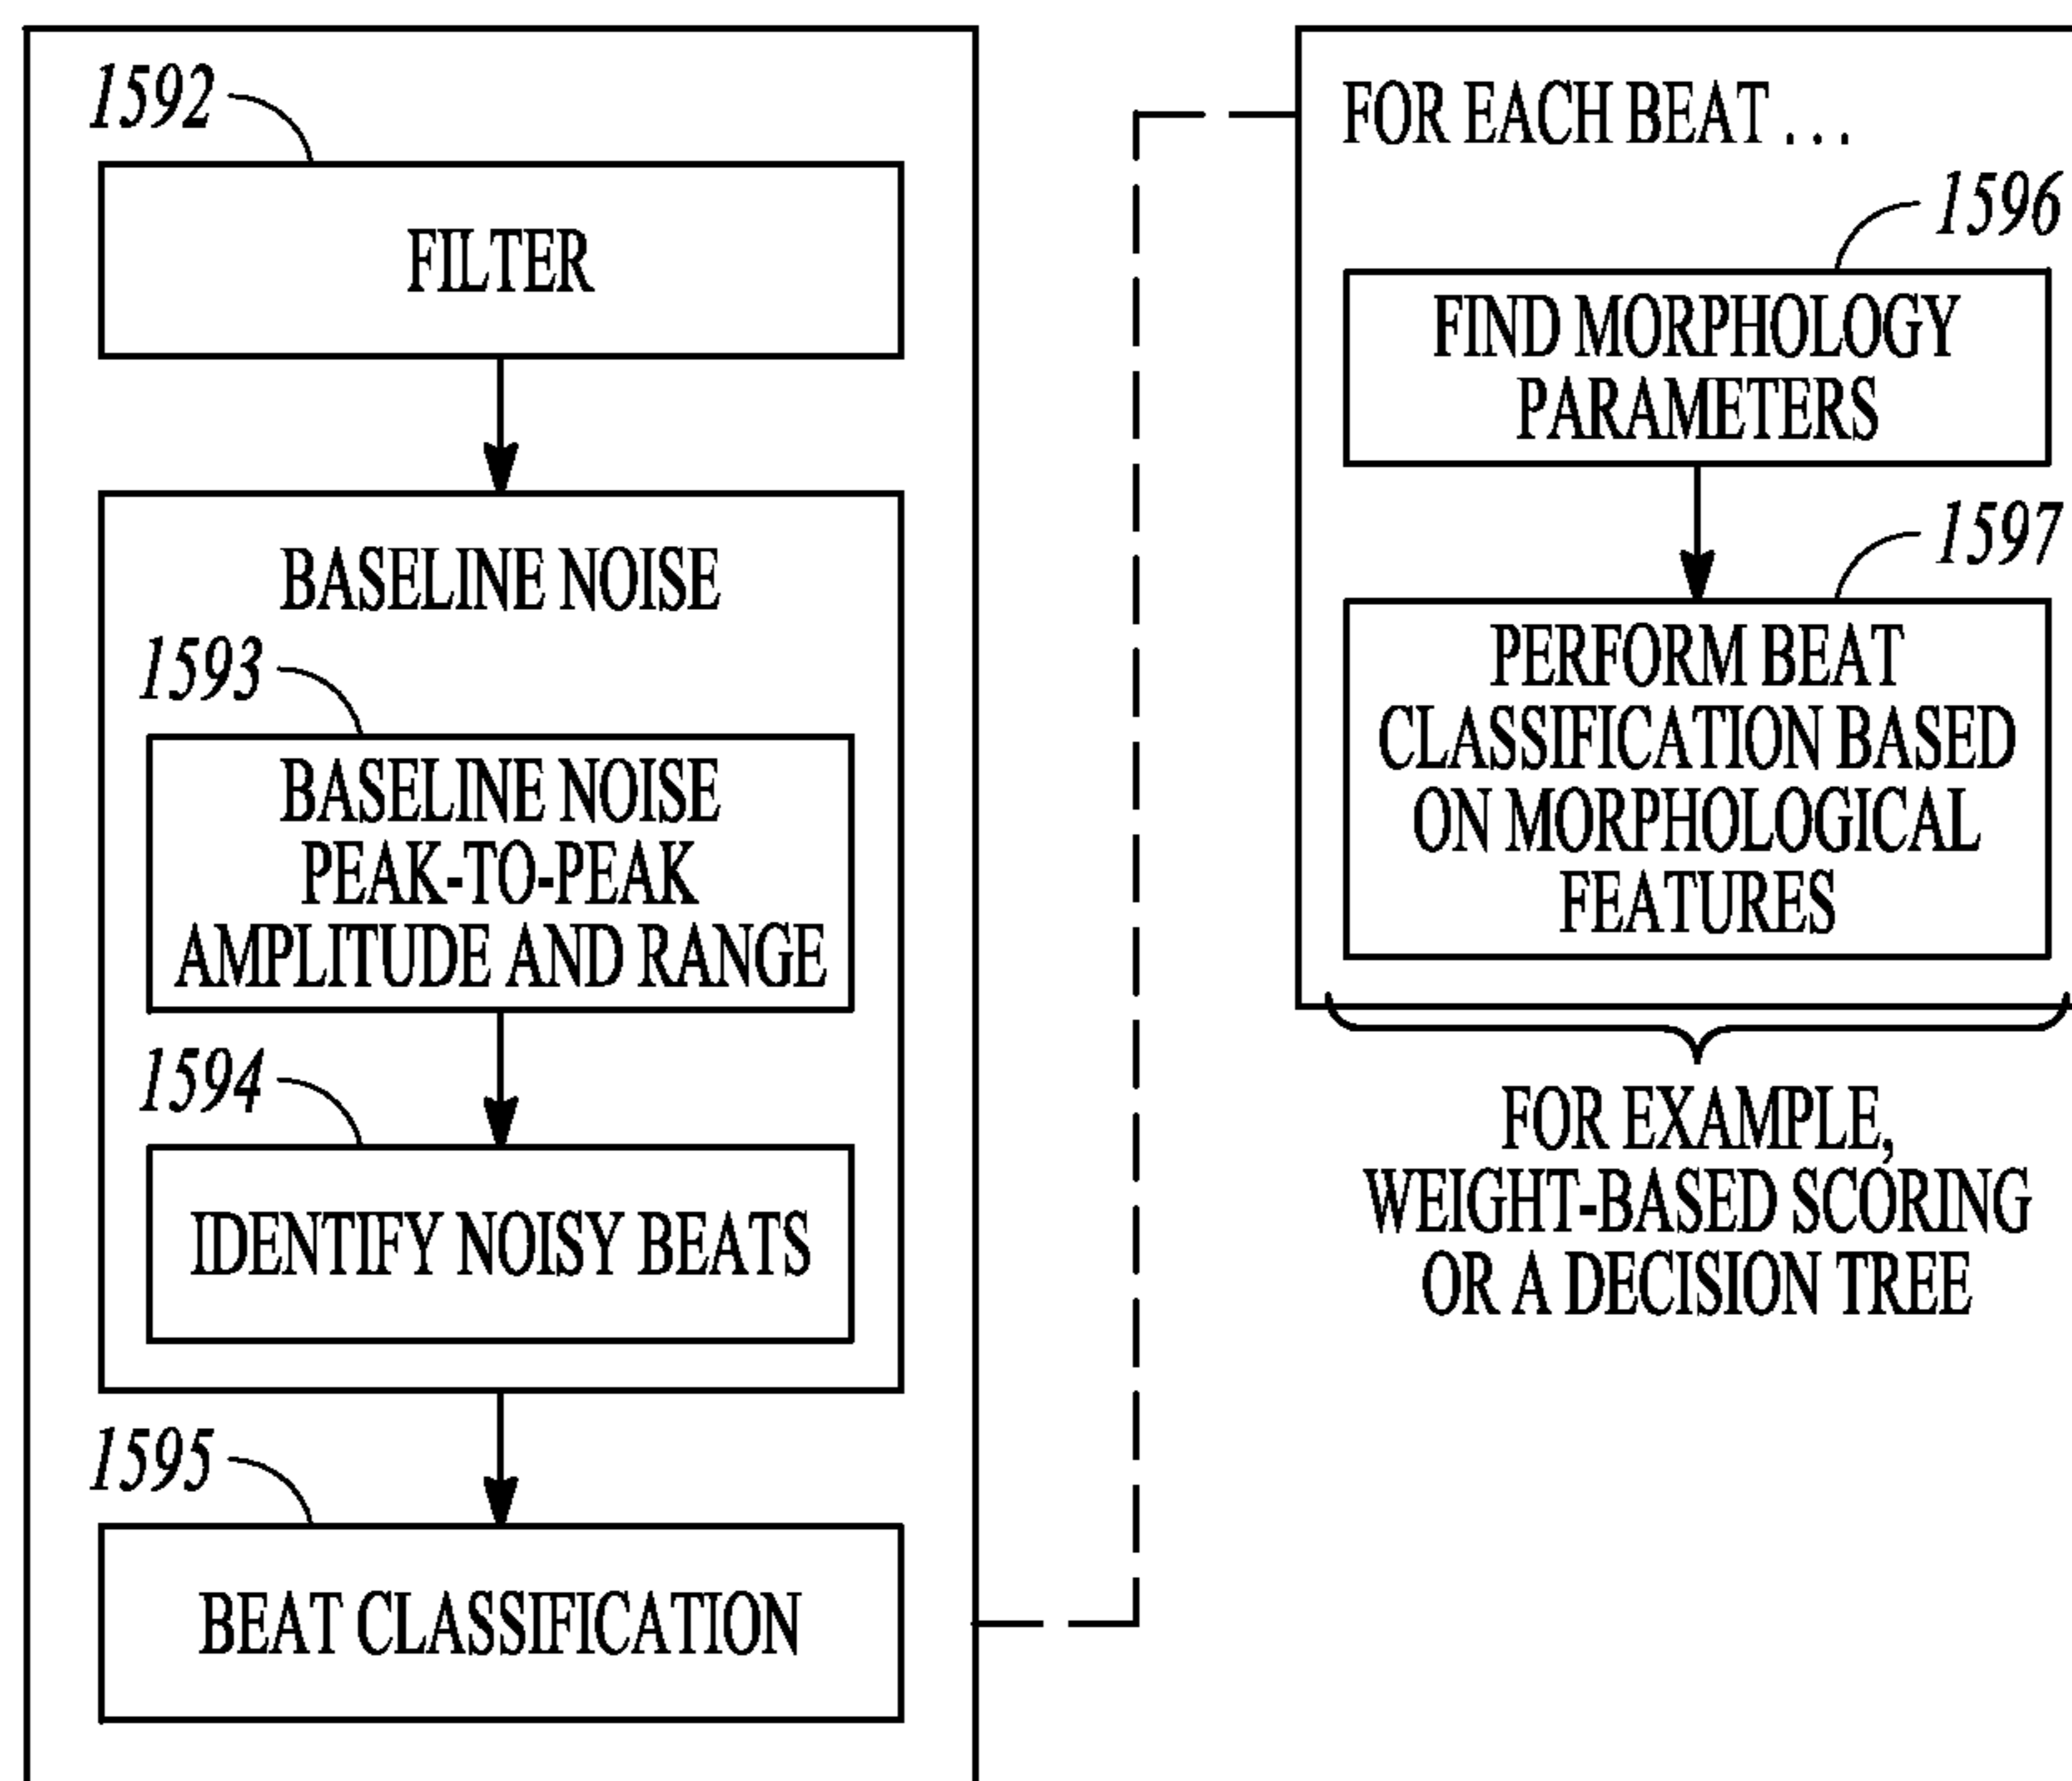 1592
FILTER
BASELINE NOISE
1593
BASELINE NOISE
PEAK-TO-PEAK
AMPLITUDE AND RANGE
1594
IDENTIFY NOISY BEATS
1595
BEAT CLASSIFICATION
FOR EACH BEAT . . .
1596
FIND MORPHOLOGY
PARAMETERS
1597
PERFORM BEAT
CLASSIFICATION BASED
ON MORPHOLOGICAL
FEATURES
FOR EXAMPLE,
WEIGHT-BASED SCORING
OR A DECISION TREE